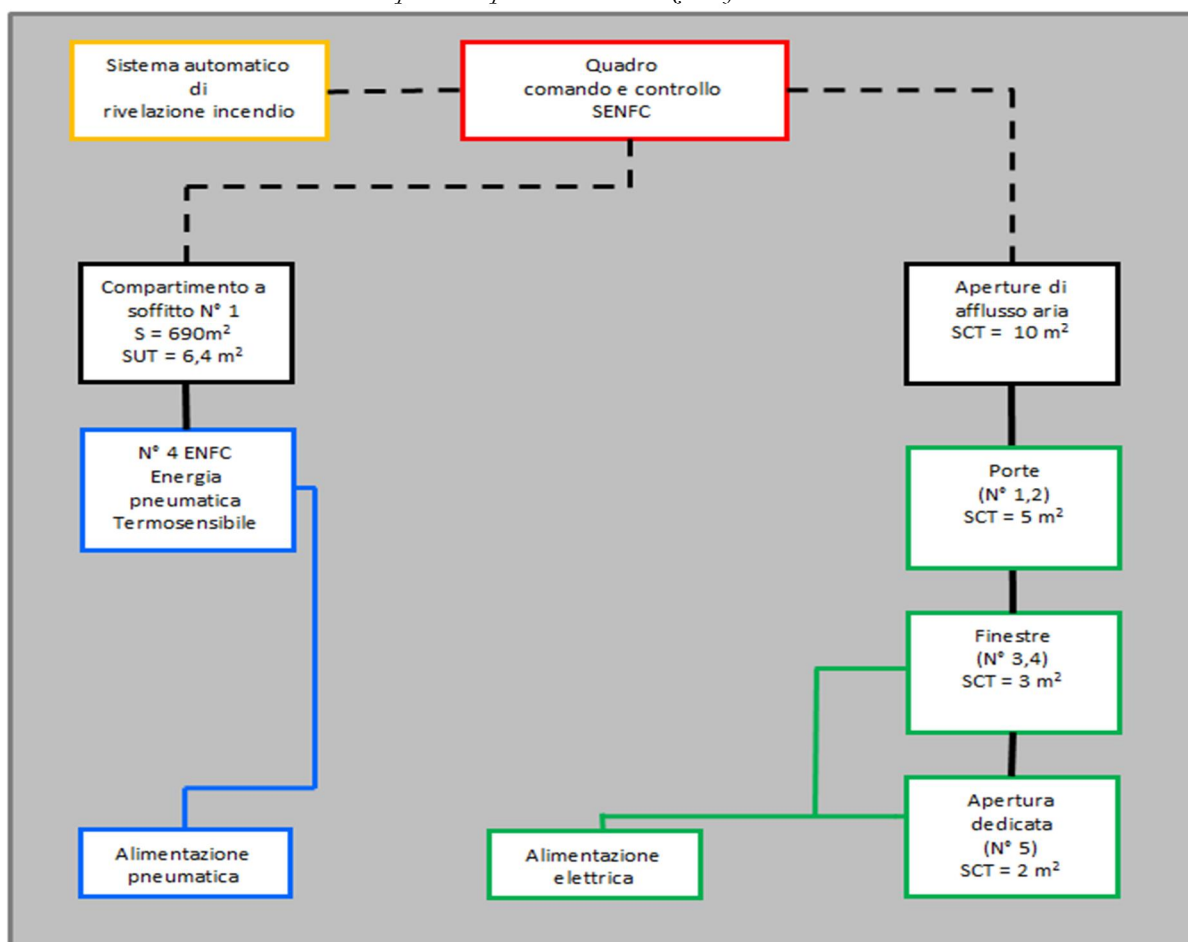 Sistema automatico
di
rivelazione incendio
Quadro
comando e controllo
SENFC
Compartimento a
soffitto N° 1
S = 690m²
SUT = 6,4 m²
Aperture di
afflusso aria
SCT = 10 m²
N° 4 ENFC
Energia
pneumatica
Termosensibile
Porte
(N° 1,2)
SCT = 5 m²
Finestre
(N° 3,4)
SCT = 3 m²
Apertura
dedicata
(N° 5)
SCT = 2 m²
Alimentazione
pneumatica
Alimentazione
elettrica